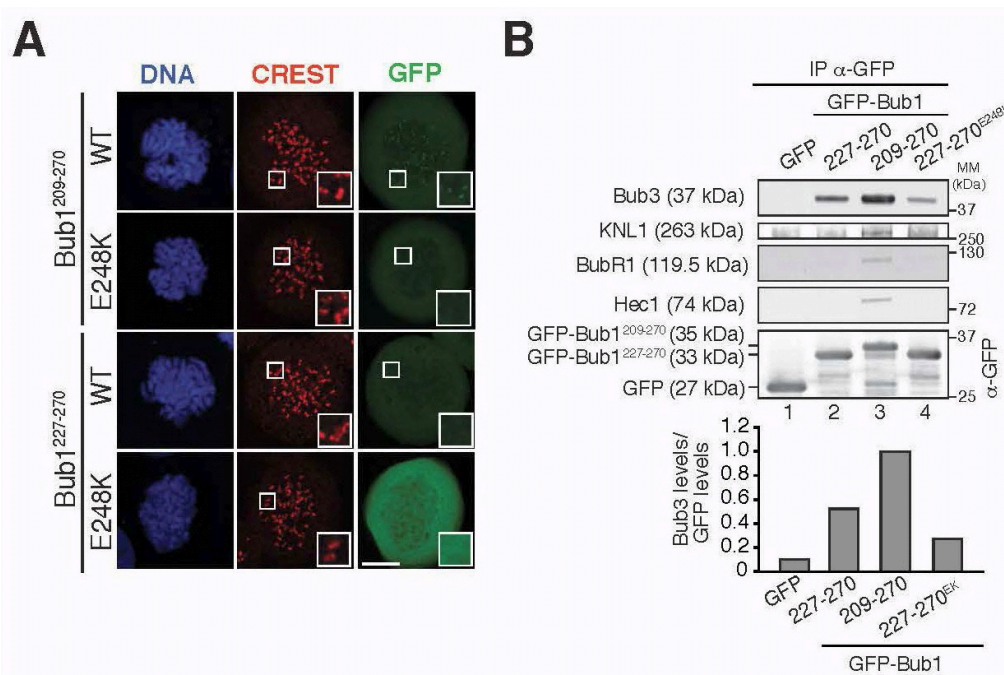 A
DNA CREST GFP
Bub1209-270
WT
E248K
Bub1227-270
WT
E248K
B
IP α-GFP
GFP-Bub1
GFP 227-270 209-270 227-270E248
MM
(kDa)
Bub3 (37 kDa)
37
KNL1 (263 kDa)
250
130
BubR1 (119.5 kDa)
Hec1 (74 kDa)
72
GFP-Bub1209-270 (35 kDa)
37
GFP-Bub1227-270 (33 kDa)
GFP (27 kDa)
25
α-GFP
1 2 3 4
Bub3 levels/
GFP levels
1.2
1.0
0.8
0.6
0.4
0.2
0
GFP 227-270 209-270 227-270EK
GFP-Bub1